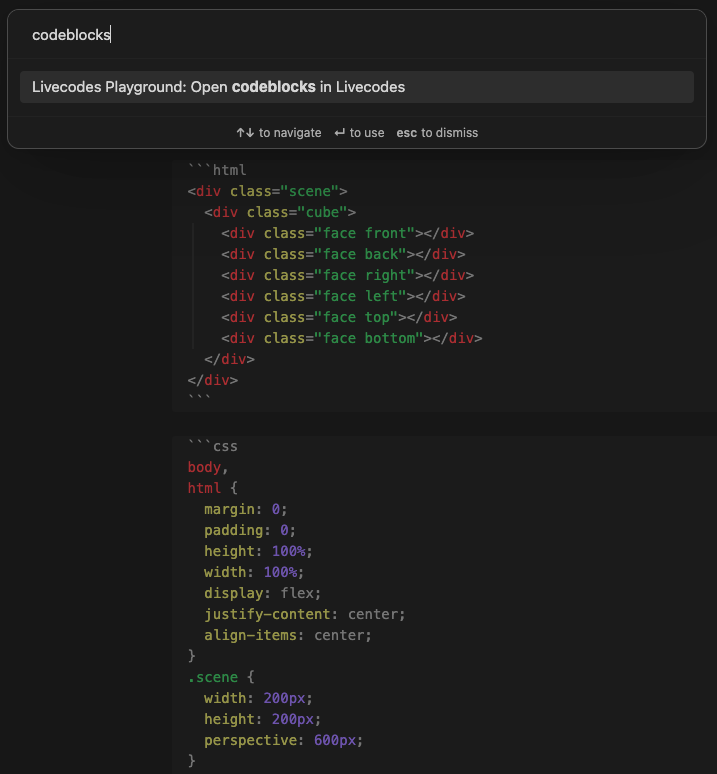 codeblocks
Livecodes Playground: Open codeblocks in Livecodes
↑↓ to navigate ↵ to use esc to dismiss
```html
<div class="scene">
  <div class="cube">
    <div class="face front"></div>
    <div class="face back"></div>
    <div class="face right"></div>
    <div class="face left"></div>
    <div class="face top"></div>
    <div class="face bottom"></div>
  </div>
</div>
```
```css
body,
html {
  margin: 0;
  padding: 0;
  height: 100%;
  width: 100%;
  display: flex;
  justify-content: center;
  align-items: center;
}
.scene {
  width: 200px;
  height: 200px;
  perspective: 600px;
}